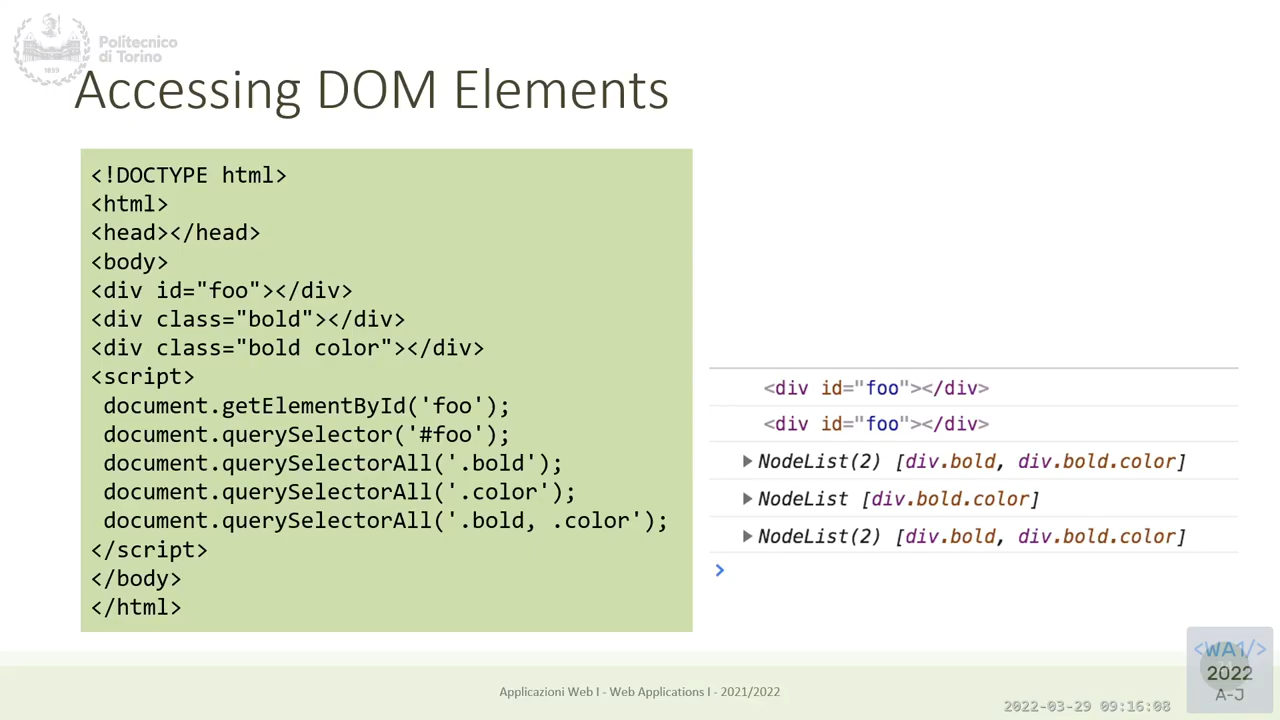 Politecnico
di Torino
1859
Accessing DOM Elements
<!DOCTYPE html>
<html>
<head></head>
<body>
<div id="foo"></div>
<div class="bold"></div>
<div class="bold color"></div>
<script>
document.getElementById('foo');
document.querySelector('#foo');
document.querySelectorAll('.bold');
document.querySelectorAll('.color');
document.querySelectorAll('.bold, .color');
</script>
</body>
</html>
<div id="foo"></div>
<div id="foo"></div>
NodeList(2) [div.bold, div.bold.color]
NodeList [div.bold.color]
NodeList(2) [div.bold, div.bold.color]
>
Applicazioni Web I - Web Applications I - 2021/2022
2022-03-29 09:16:08
<WA1/>
2022
A-J